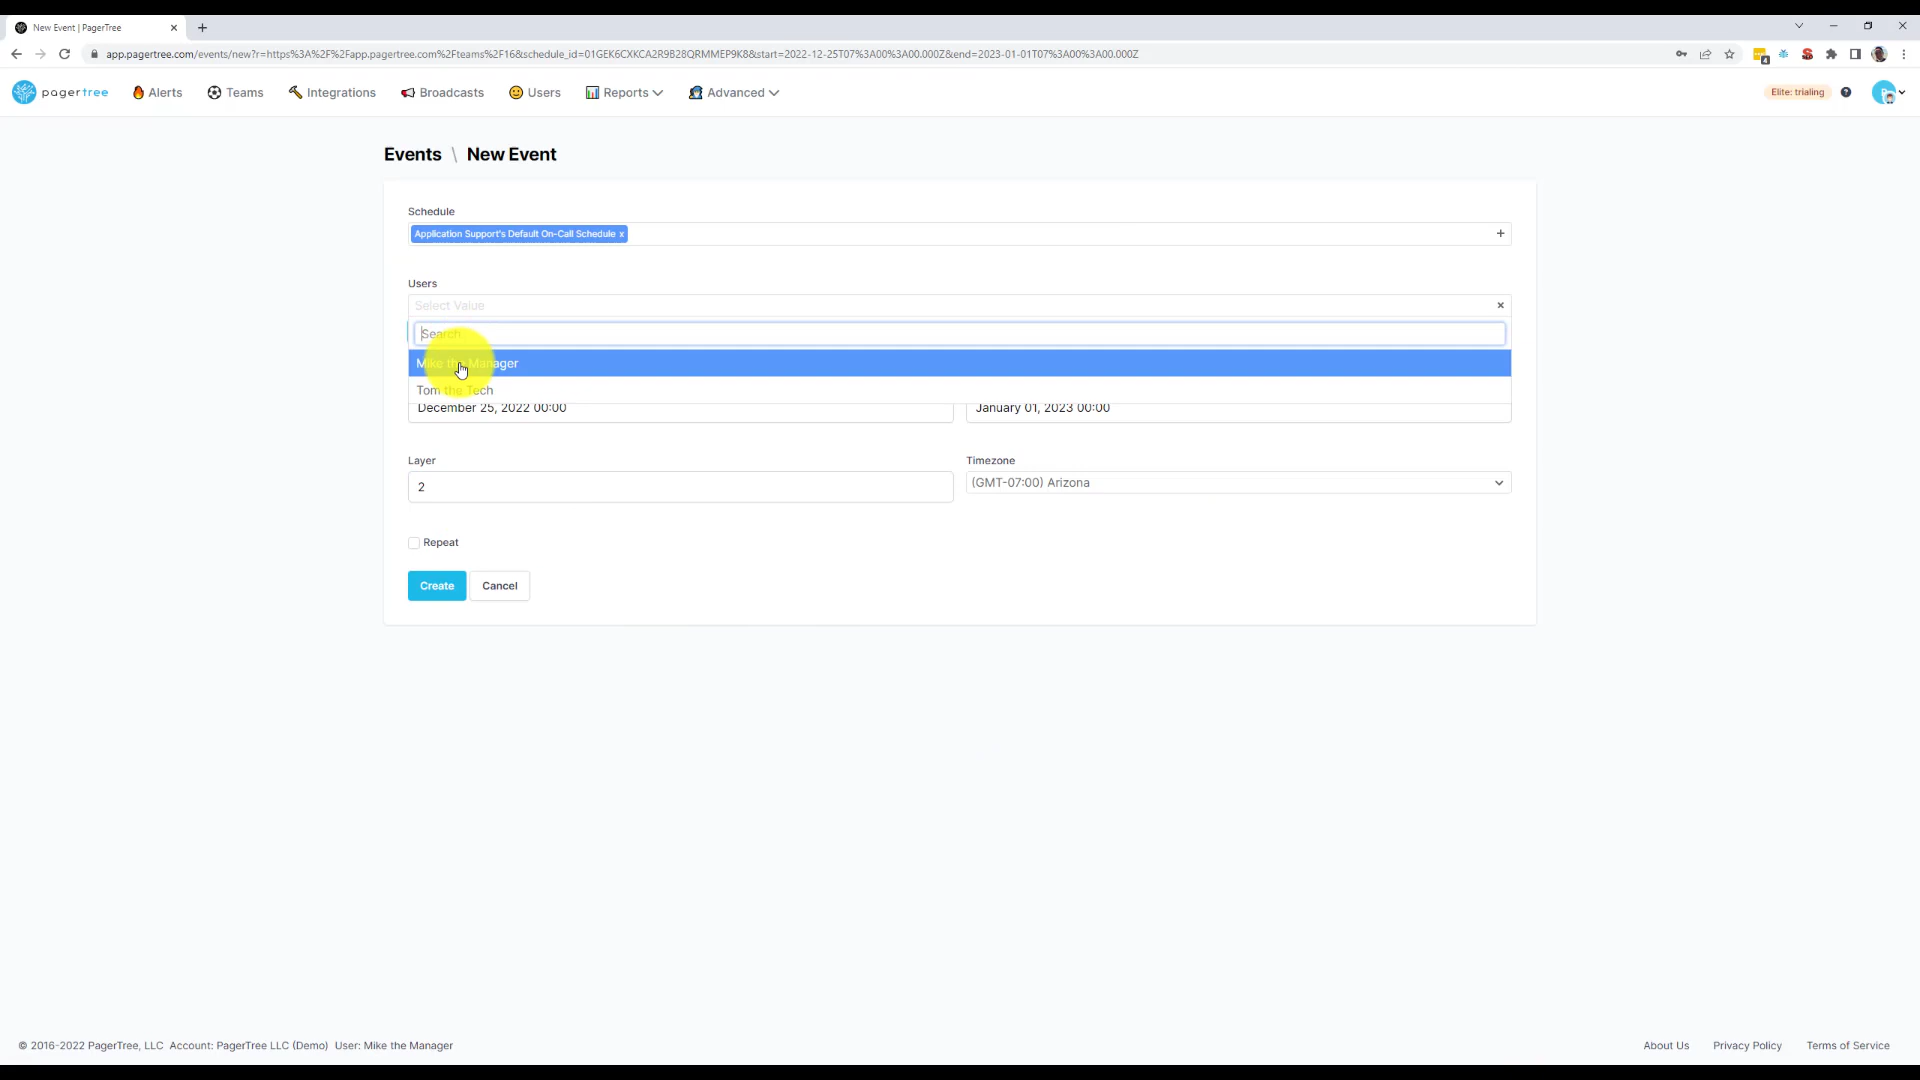 New Event | PagerTree
app.pagertree.com/events/new?r=https%3A%2F%2Fapp.pagertree.com%2Fteams%2F16&schedule_id=01GEK6CXKCA2R9B28QRMMEP9K8&start=2022-12-25T07%3A00%3A00.000Z&end=2023-01-01T07%3A00%3A00.000Z
pagertree Alerts Teams Integrations Broadcasts Users Reports Advanced Elite: trialing
Events \ New Event
Schedule
Application Support's Default On-Call Schedule x
Users
Select Value
Search
Mike the Manager
Tom the Tech
December 25, 2022 00:00 January 01, 2023 00:00
Layer Timezone
2 (GMT-07:00) Arizona
Repeat
Create Cancel
© 2016-2022 PagerTree, LLC Account: PagerTree LLC (Demo) User: Mike the Manager About Us Privacy Policy Terms of Service